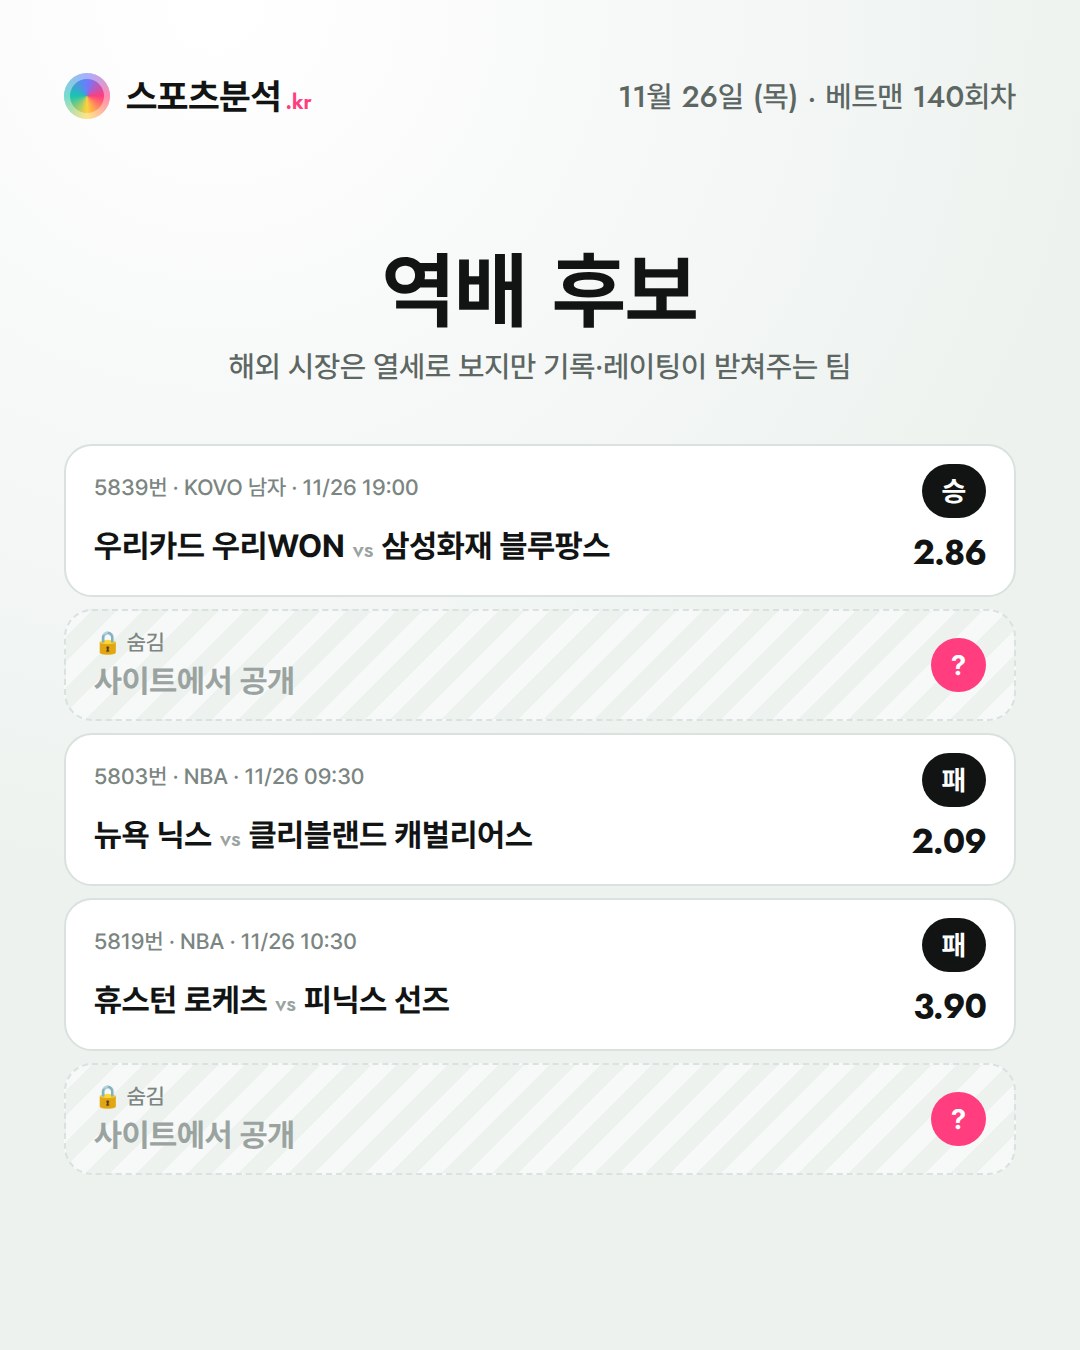 스포츠분석.kr
11월 26일 (목) · 베트맨 140회차
역배 후보
해외 시장은 열세로 보지만 기록·레이팅이 받쳐주는 팀
5839번 · KOVO 남자 · 11/26 19:00
승
우리카드 우리WON vs 삼성화재 블루팡스
2.86
🔒 숨김
사이트에서 공개
?
5803번 · NBA · 11/26 09:30
패
뉴욕 닉스 vs 클리블랜드 캐벌리어스
2.09
5819번 · NBA · 11/26 10:30
패
휴스턴 로케츠 vs 피닉스 선즈
3.90
🔒 숨김
사이트에서 공개
?